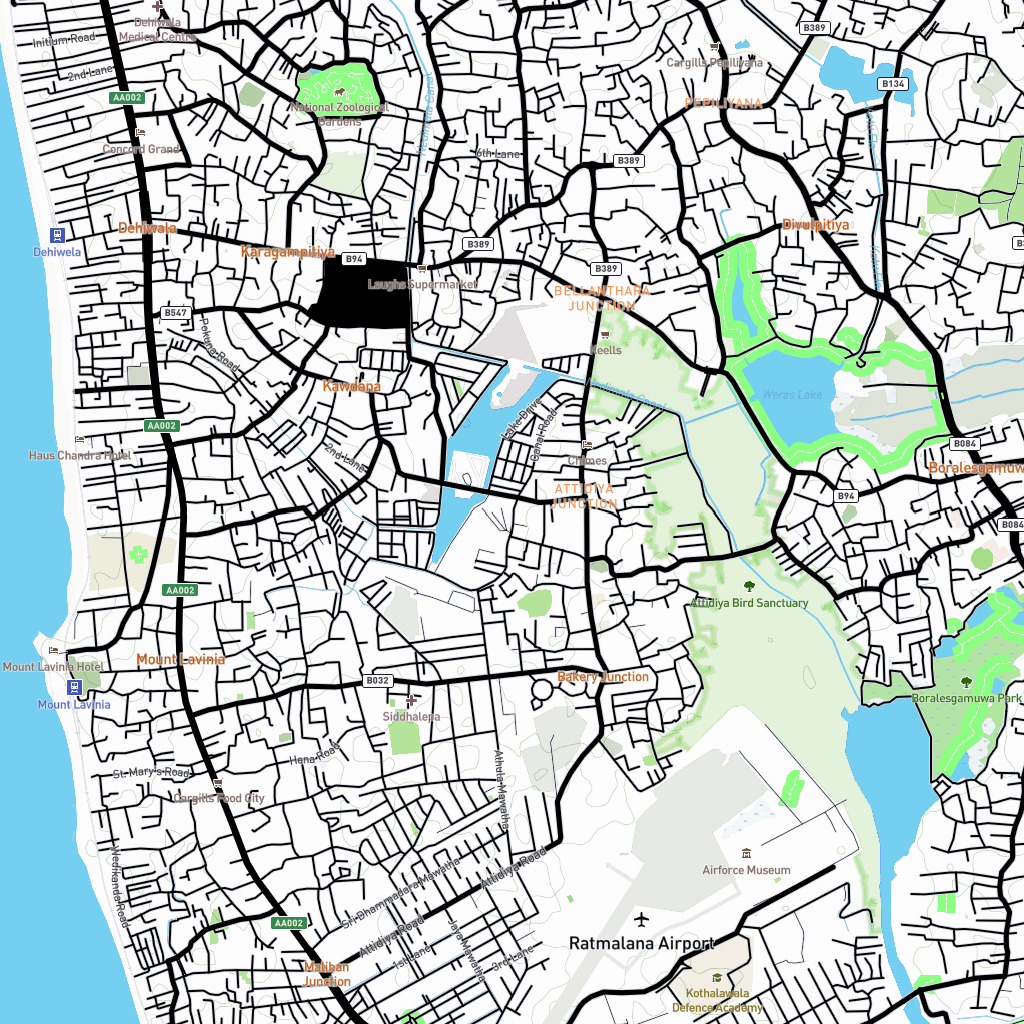 Dehiwala
Medical Centre
Initium Road
2nd Lane
AA002
National Zoological
Gardens
Concord Grand
Cargills Pepiliyana
B389
B134
PEPILIYANA
6th Lane
B389
Dehiwala
Karagampitiya
B94
B389
Divulpitiya
Dehiwela
Laughs Supermarket
B389
BELLANTHARA
JUNCTION
B547
Pokuna Road
Reells
Kawdana
Weras Lake
AA002
Lake Drive
Canal Road
Haus Chandra Hotel
2nd Lane
Chimes
B084
Boralesgamuwa
ATTIDIYA
JUNCTION
B94
B084
AA002
Attidiya Bird Sanctuary
Mount Lavinia Hotel
Mount Lavinia
B032
Bakery Junction
Mount Lavinia
Siddhalepa
Boralesgamuwa Park
Hena Road
St. Mary's Road
Athula Mawatha
Cargills Food City
Wedikanda Road
Sri Dhammadara Mawatha
Attidiya Road
Airforce Museum
AA002
Attidiya Road
1st Lane
Jaya Mawatha
3rd Lane
Ratmalana Airport
Maliban
Junction
Kothalawala
Defence Academy